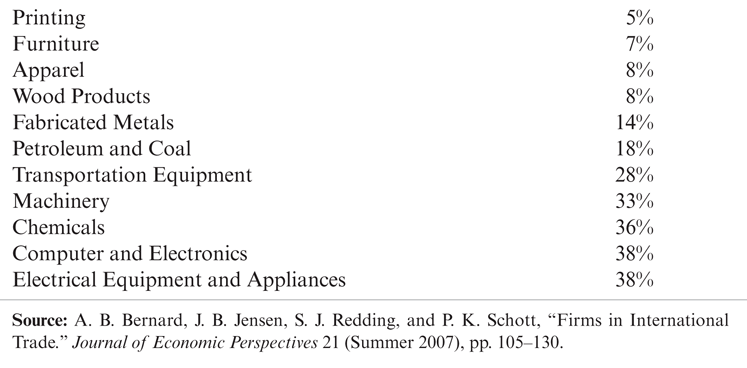 Printing 5%
Furniture 7%
Apparel 8%
Wood Products 8%
Fabricated Metals 14%
Petroleum and Coal 18%
Transportation Equipment 28%
Machinery 33%
Chemicals 36%
Computer and Electronics 38%
Electrical Equipment and Appliances 38%
Source: A. B. Bernard, J. B. Jensen, S. J. Redding, and P. K. Schott, “Firms in International
Trade.” Journal of Economic Perspectives 21 (Summer 2007), pp. 105–130.